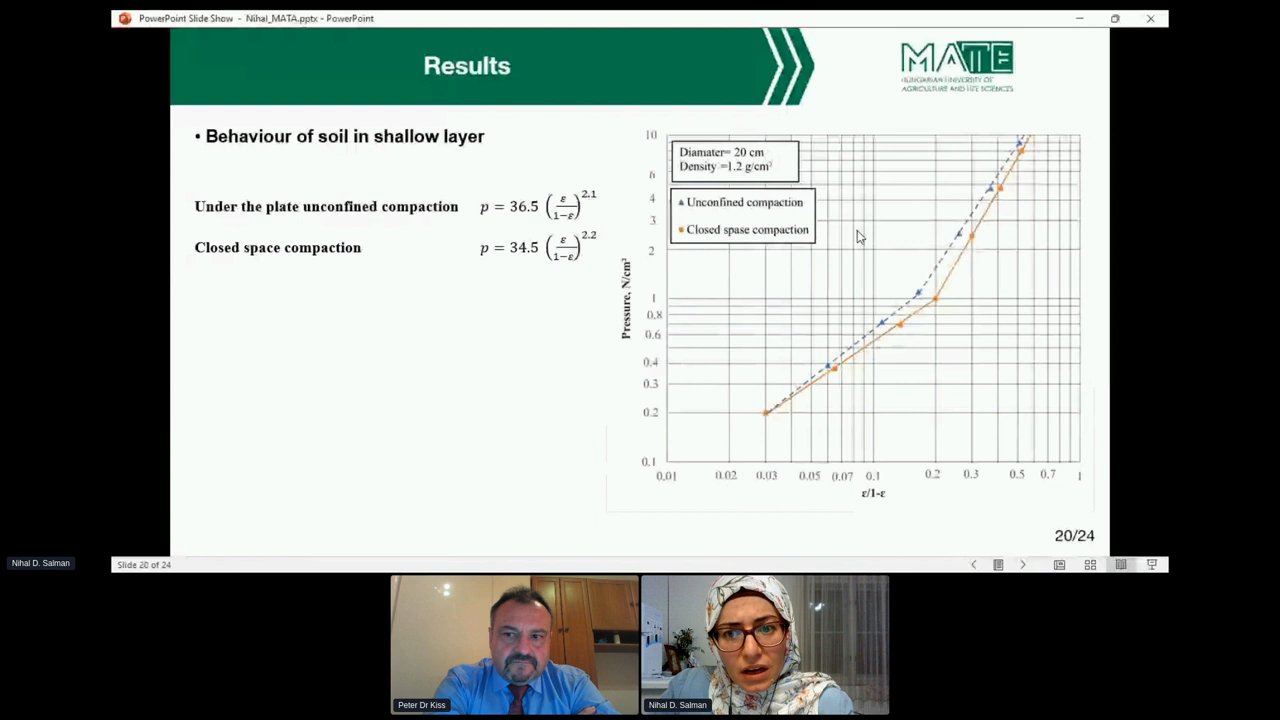 PowerPoint Slide Show - Nihal_MATA.pptx - PowerPoint
Results
MATE
HUNGARIAN UNIVERSITY OF
AGRICULTURE AND LIFE SCIENCES
• Behaviour of soil in shallow layer
Under the plate unconfined compaction p = 36.5 (ε/1−ε)^2.1
Closed space compaction p = 34.5 (ε/1−ε)^2.2
Diamater= 20 cm
Density =1.2 g/cm³
Unconfined compaction
Closed spase compaction
Pressure, N/cm²
10
6
4
3
2
1
0.8
0.6
0.4
0.3
0.2
0.1
0.01 0.02 0.03 0.05 0.07 0.1 0.2 0.3 0.5 0.7 1
ε/1-ε
20/24
Nihal D. Salman
Slide 20 of 24
Peter Dr Kiss
Nihal D. Salman